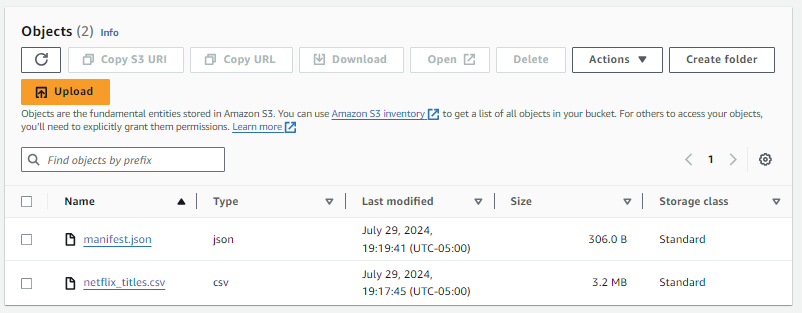 Objects (2) Info
Copy S3 URI Copy URL Download Open Delete Actions Create folder
Upload
Objects are the fundamental entities stored in Amazon S3. You can use Amazon S3 inventory to get a list of all objects in your bucket. For others to access your objects,
you'll need to explicitly grant them permissions. Learn more
Find objects by prefix 1
Name Type Last modified Size Storage class
manifest.json json July 29, 2024, 19:19:41 (UTC-05:00) 306.0 B Standard
netflix_titles.csv csv July 29, 2024, 19:17:45 (UTC-05:00) 3.2 MB Standard